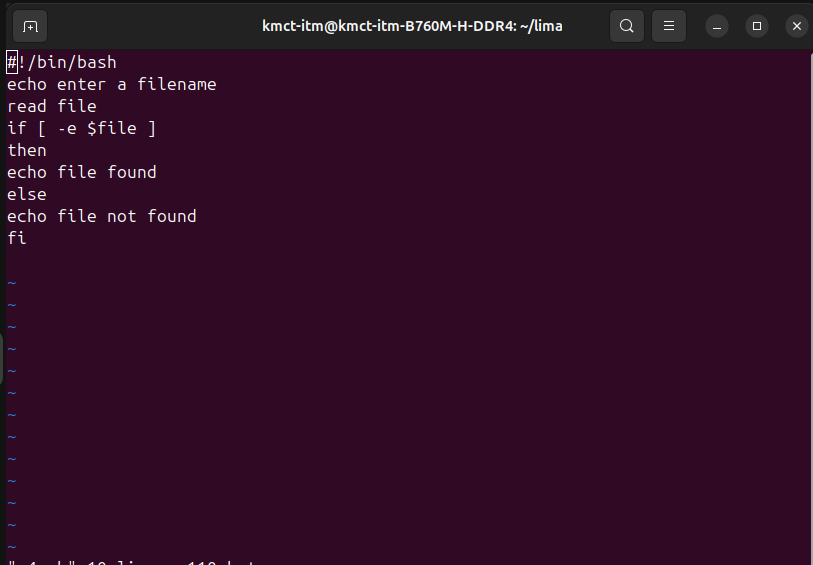 kmct-itm@kmct-itm-B760M-H-DDR4: ~/lima
#!/bin/bash
echo enter a filename
read file
if [ -e $file ]
then
echo file found
else
echo file not found
fi
~
~
~
~
~
~
~
~
~
~
~
~
~